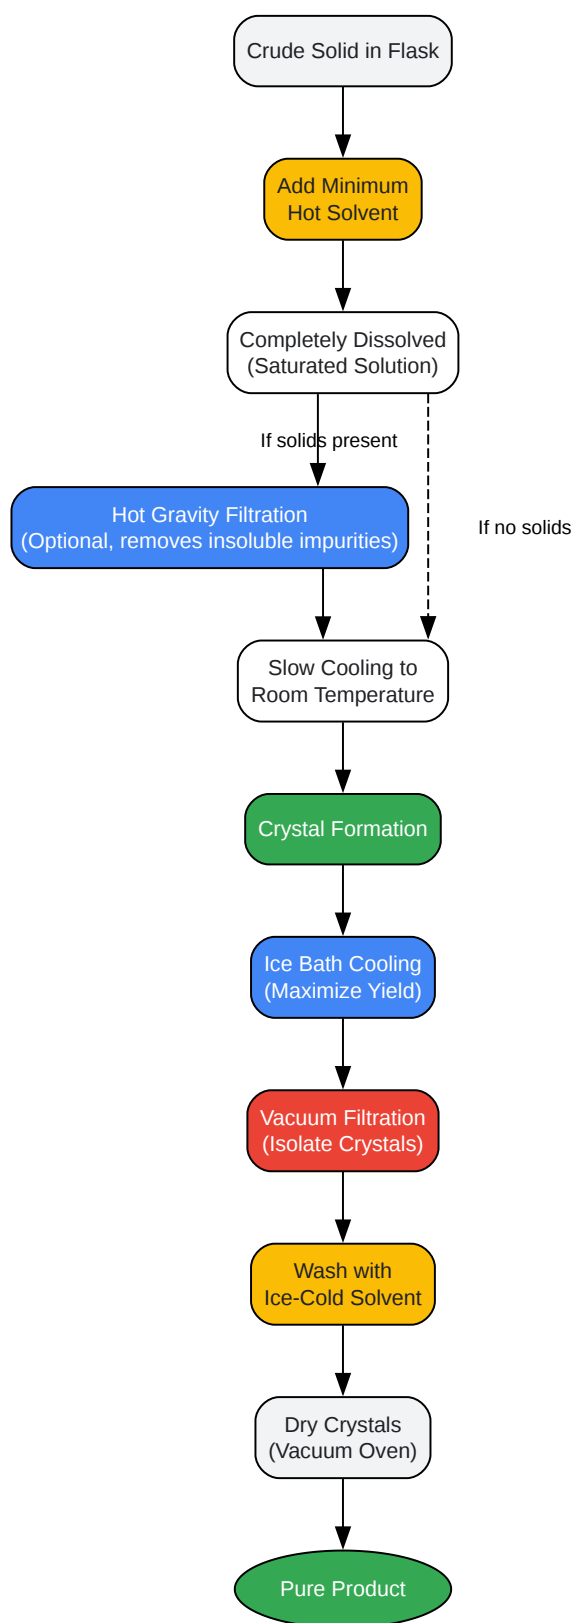 Crude Solid in Flask
Add Minimum
Hot Solvent
Completely Dissolved
(Saturated Solution)
If solids present
Hot Gravity Filtration
(Optional, removes insoluble impurities)
If no solids
Slow Cooling to
Room Temperature
Crystal Formation
Ice Bath Cooling
(Maximize Yield)
Vacuum Filtration
(Isolate Crystals)
Wash with
Ice-Cold Solvent
Dry Crystals
(Vacuum Oven)
Pure Product